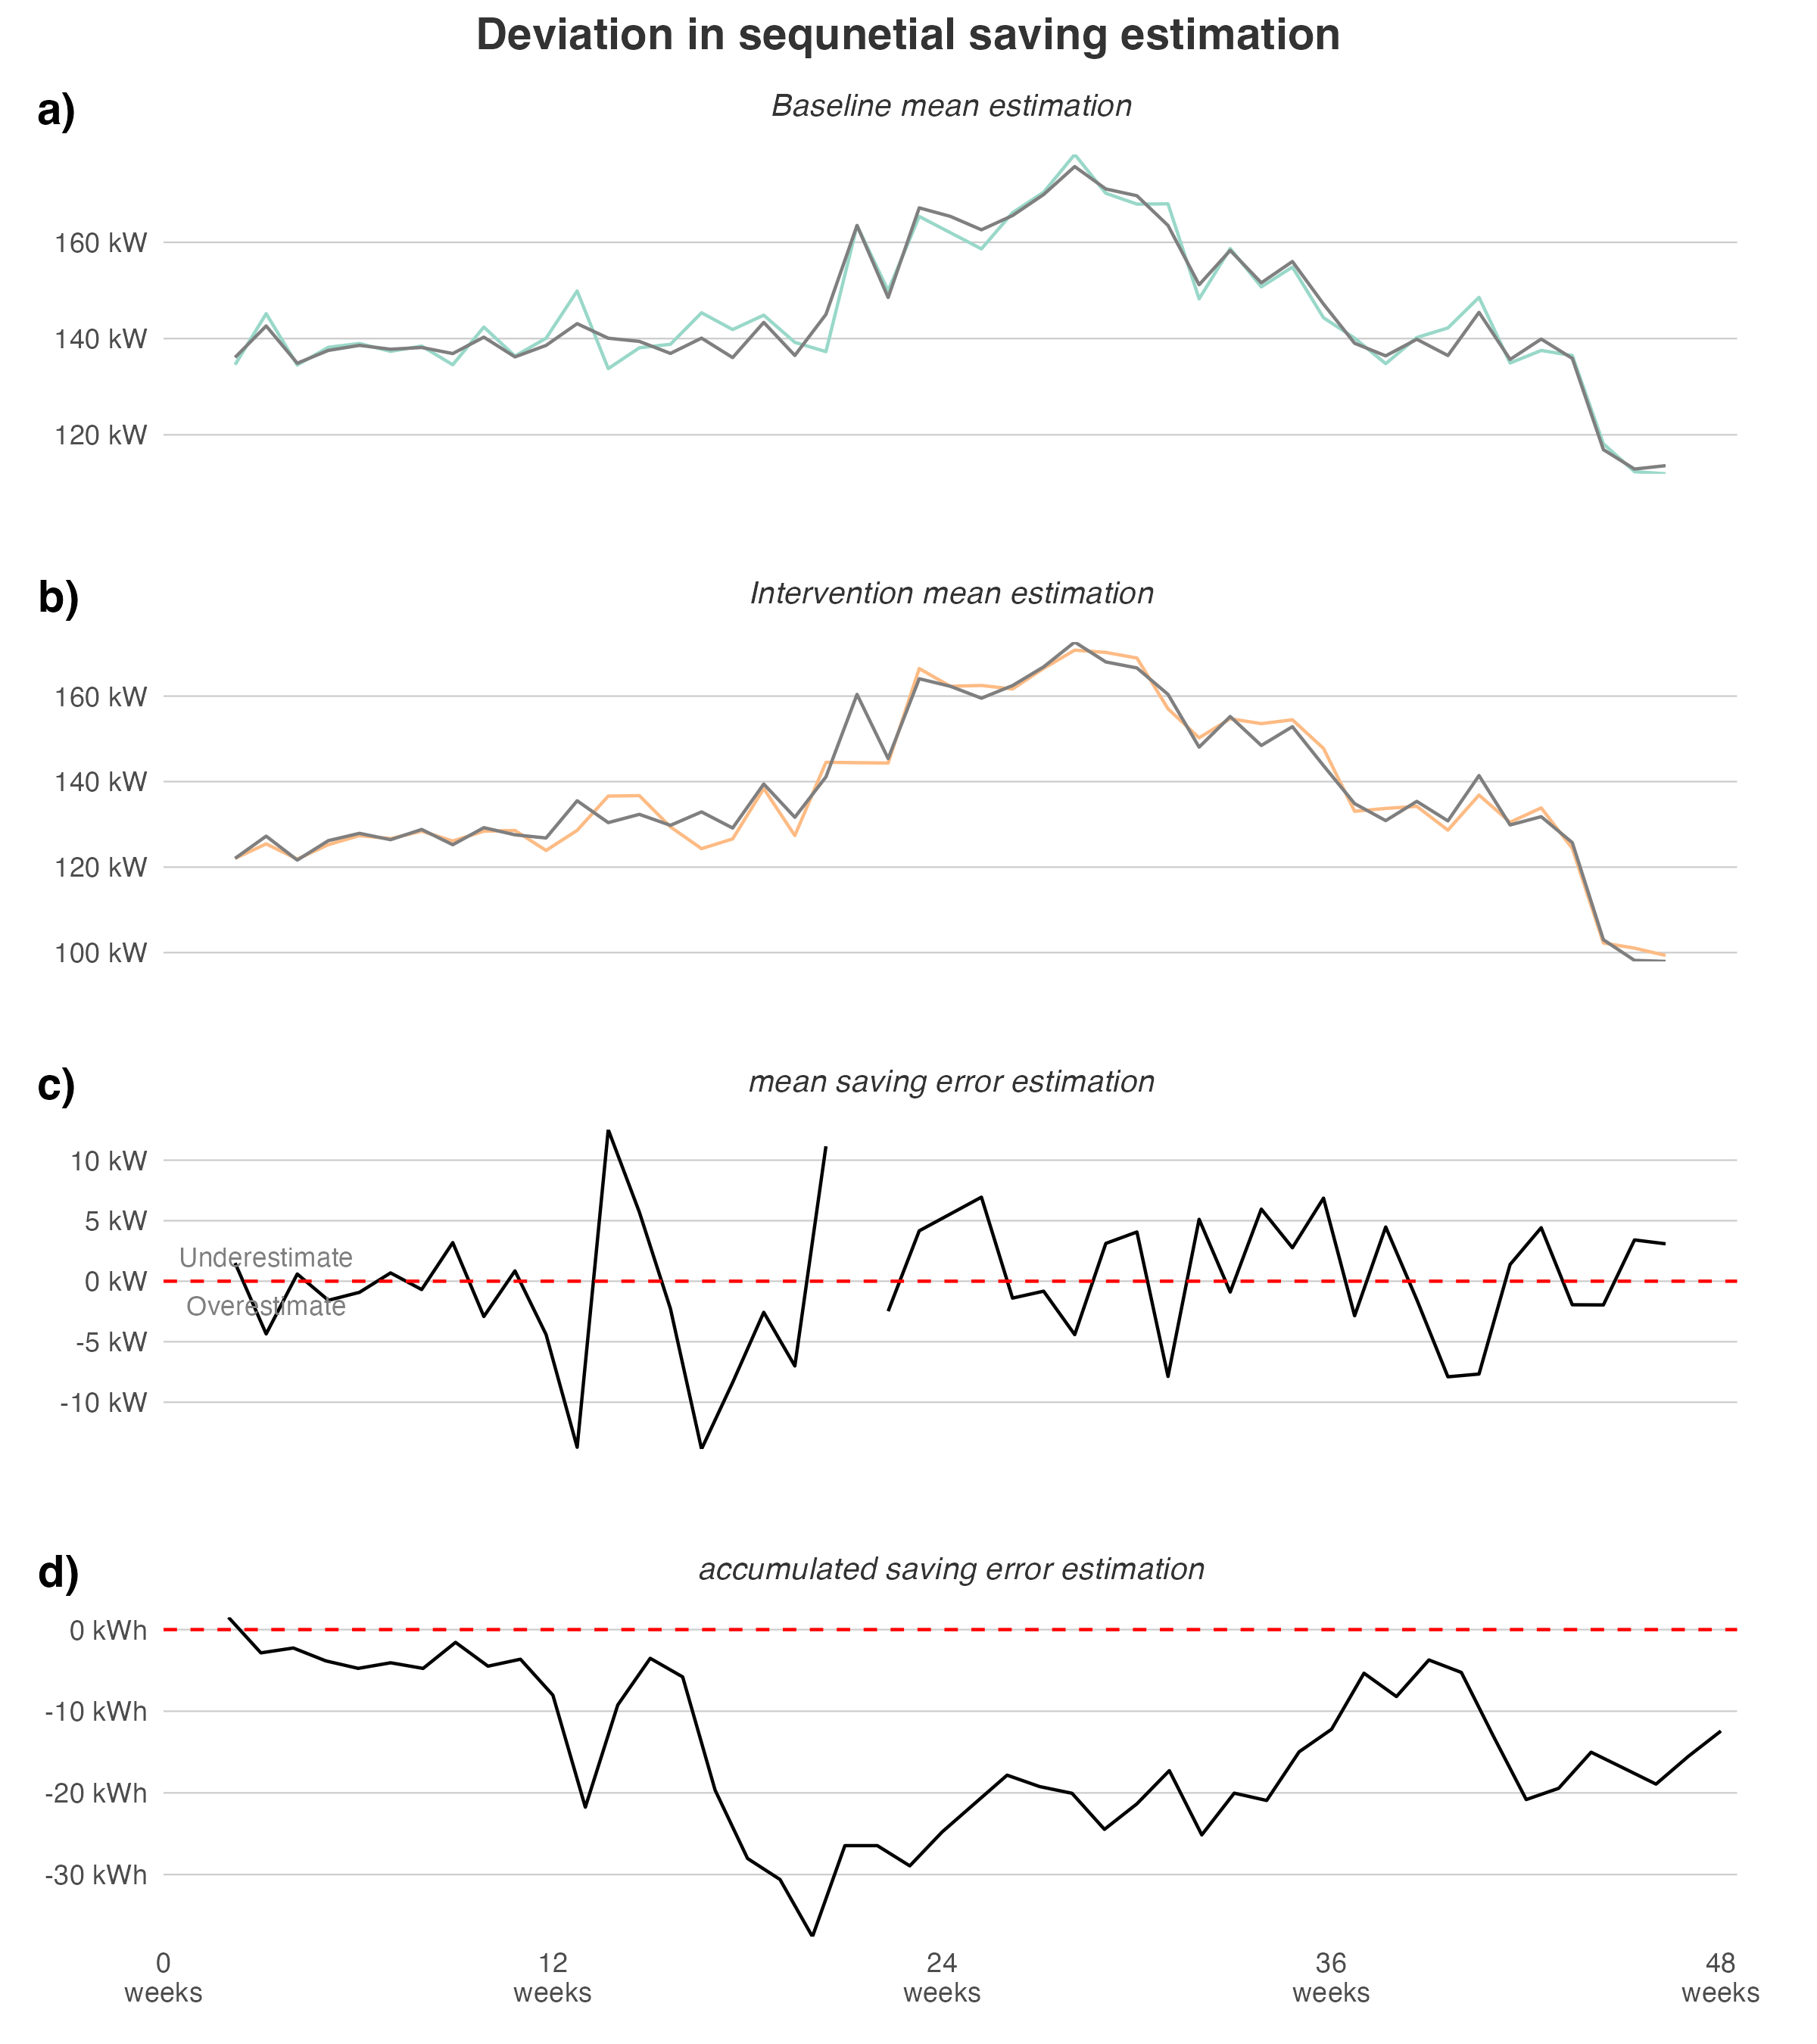 Deviation in sequnetial saving estimation
a)
Baseline mean estimation
160 kW
140 kW
120 kW
b)
Intervention mean estimation
160 kW
140 kW
120 kW
100 kW
c)
mean saving error estimation
10 kW
5 kW
Underestimate
0 kW
Overestimate
-5 kW
-10 kW
d)
accumulated saving error estimation
0 kWh
-10 kWh
-20 kWh
-30 kWh
0 12 24 36 48
weeks weeks weeks weeks weeks